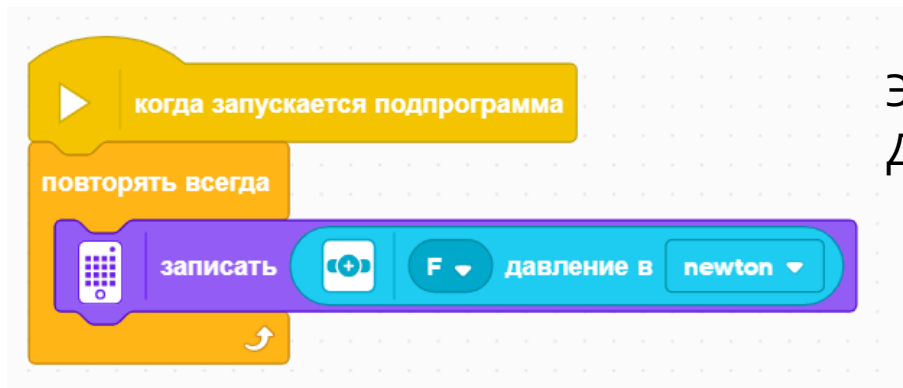 когда запускается подпрограмма
повторять всегда
записать F давление в newton